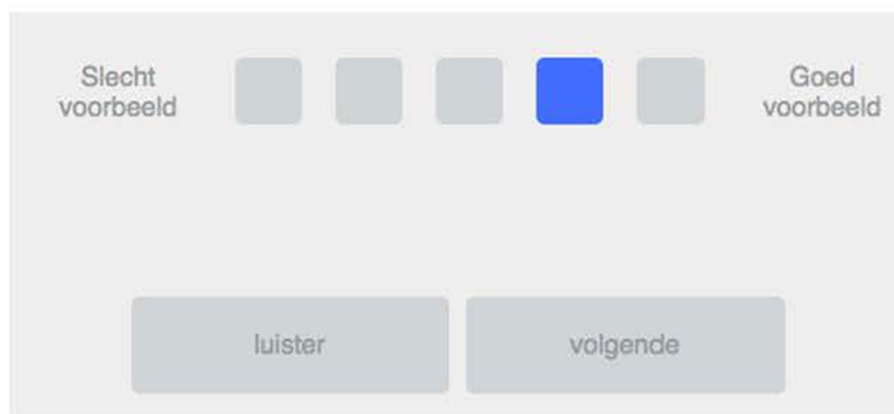 Slecht
voorbeeld
Goed
voorbeeld
luister
volgende